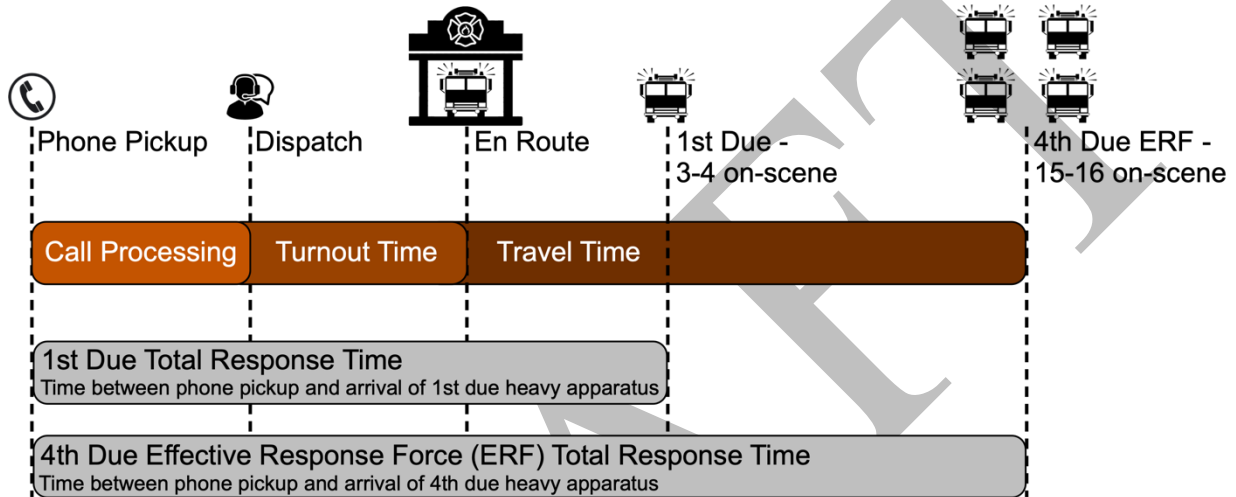 Phone Pickup
Dispatch
En Route
1st Due -
3-4 on-scene
4th Due ERF -
15-16 on-scene
Call Processing
Turnout Time
Travel Time
1st Due Total Response Time
Time between phone pickup and arrival of 1st due heavy apparatus
4th Due Effective Response Force (ERF) Total Response Time
Time between phone pickup and arrival of 4th due heavy apparatus